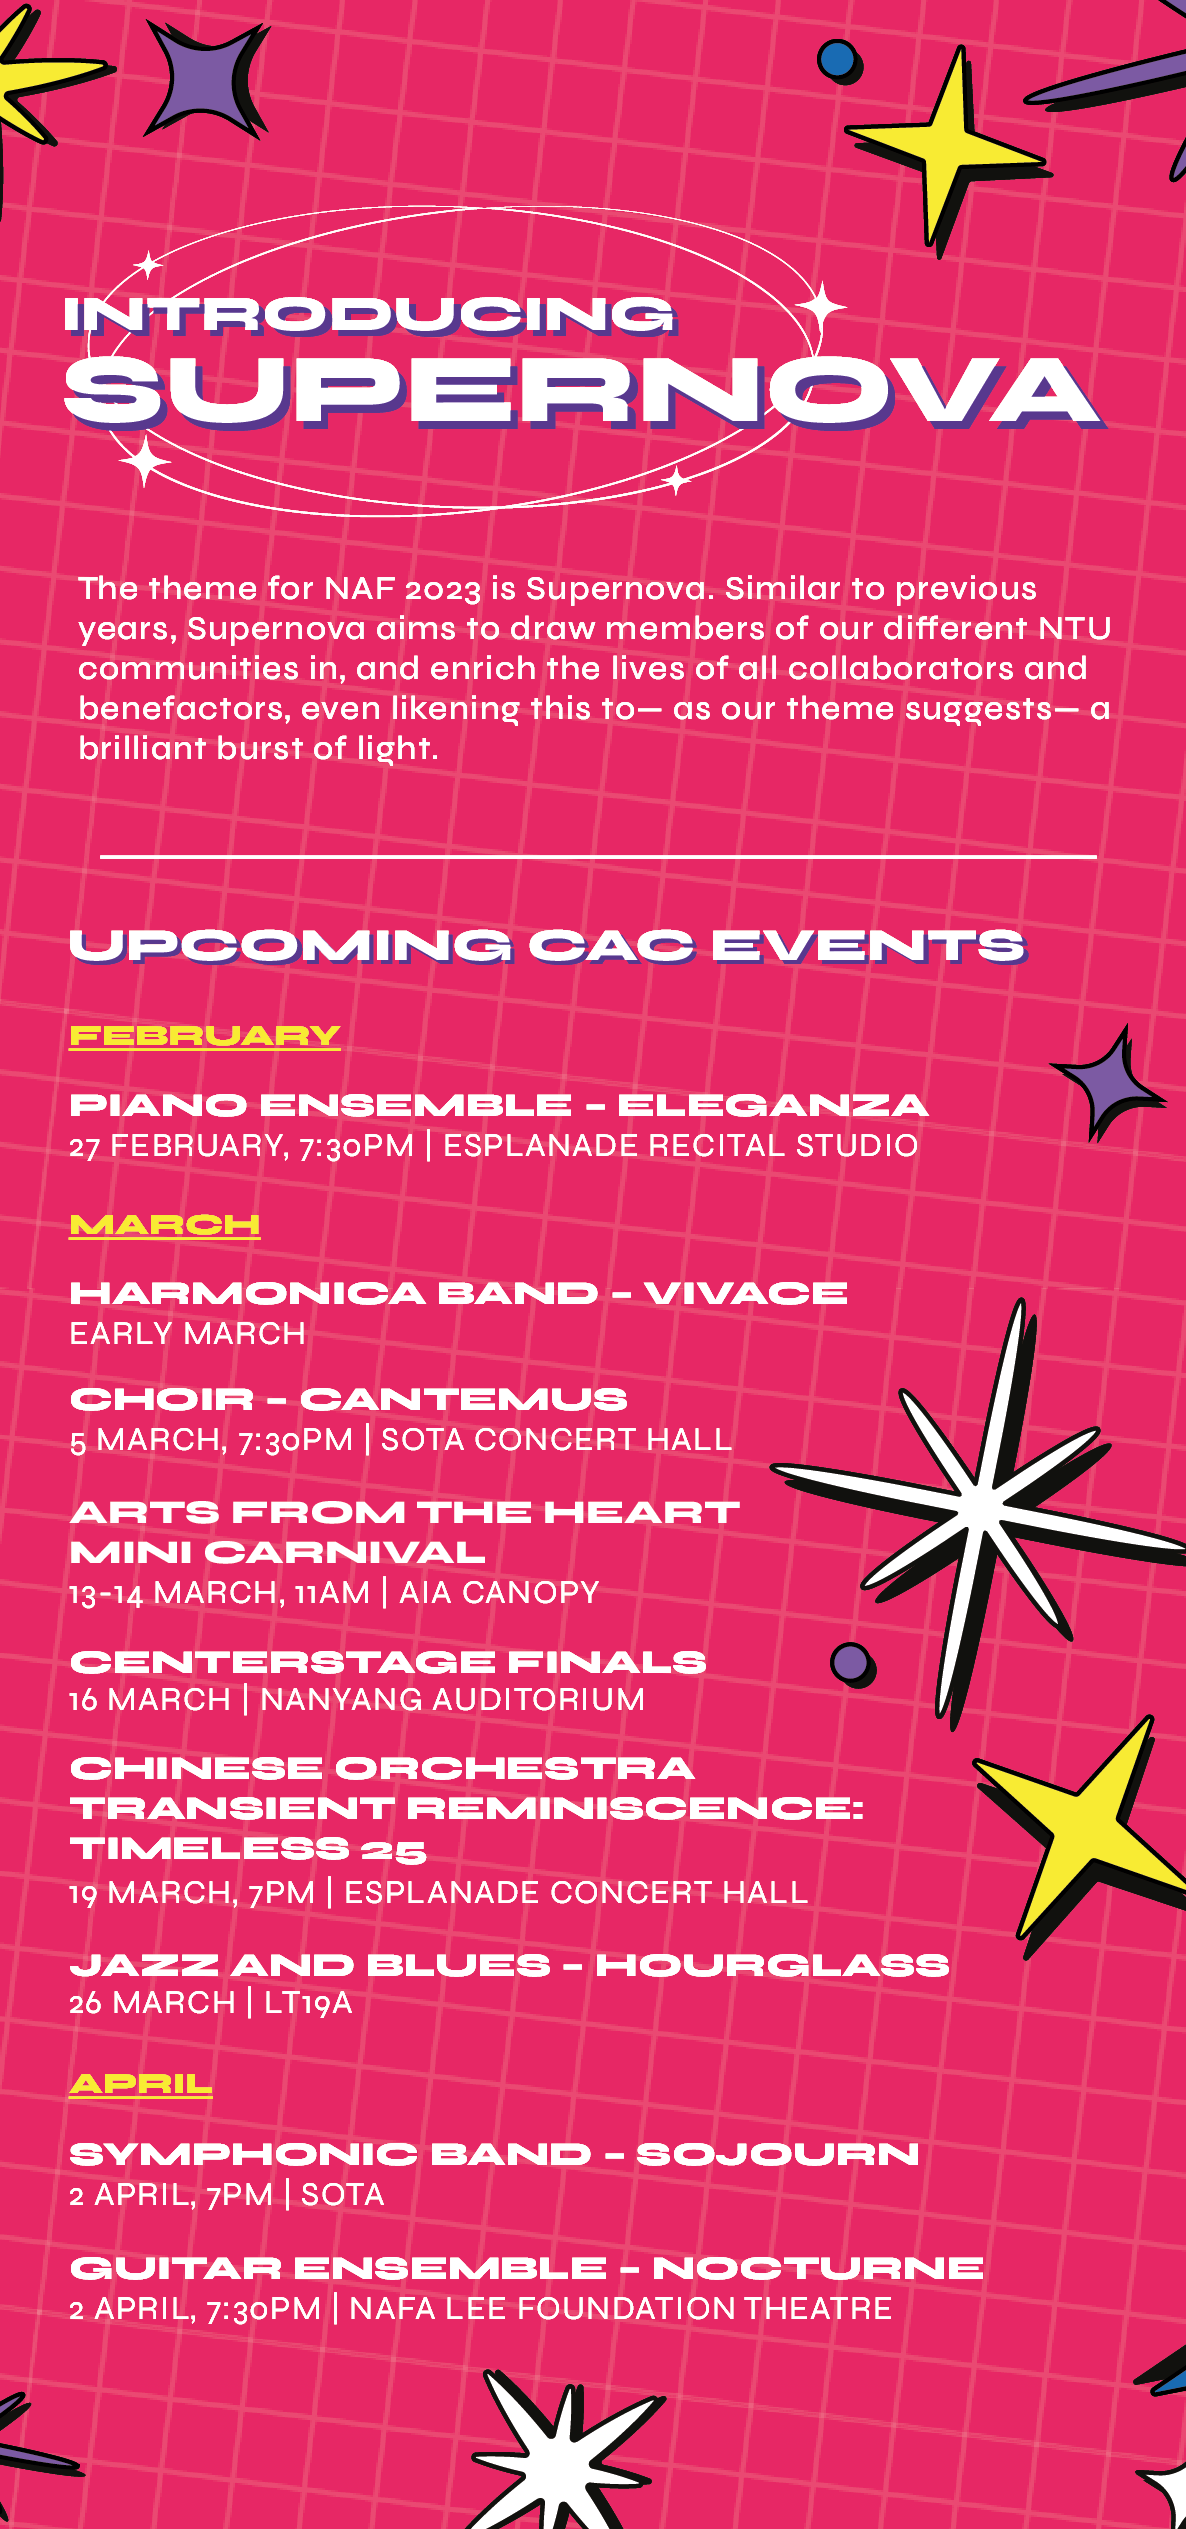 INTRODUCING
SUPERNOVA
The theme for NAF 2023 is Supernova. Similar to previous
years, Supernova aims to draw members of our different NTU
communities in, and enrich the lives of all collaborators and
benefactors, even likening this to— as our theme suggests— a
brilliant burst of light.
UPCOMING CAC EVENTS
FEBRUARY
PIANO ENSEMBLE - ELEGANZA
27 FEBRUARY, 7:30PM | ESPLANADE RECITAL STUDIO
MARCH
HARMONICA BAND - VIVACE
EARLY MARCH
CHOIR - CANTEMUS
5 MARCH, 7:30PM | SOTA CONCERT HALL
ARTS FROM THE HEART
MINI CARNIVAL
13-14 MARCH, 11AM | AIA CANOPY
CENTERSTAGE FINALS
16 MARCH | NANYANG AUDITORIUM
CHINESE ORCHESTRA
TRANSIENT REMINISCENCE:
TIMELESS 25
19 MARCH, 7PM | ESPLANADE CONCERT HALL
JAZZ AND BLUES - HOURGLASS
26 MARCH | LT19A
APRIL
SYMPHONIC BAND - SOJOURN
2 APRIL, 7PM | SOTA
GUITAR ENSEMBLE - NOCTURNE
2 APRIL, 7:30PM | NAFA LEE FOUNDATION THEATRE